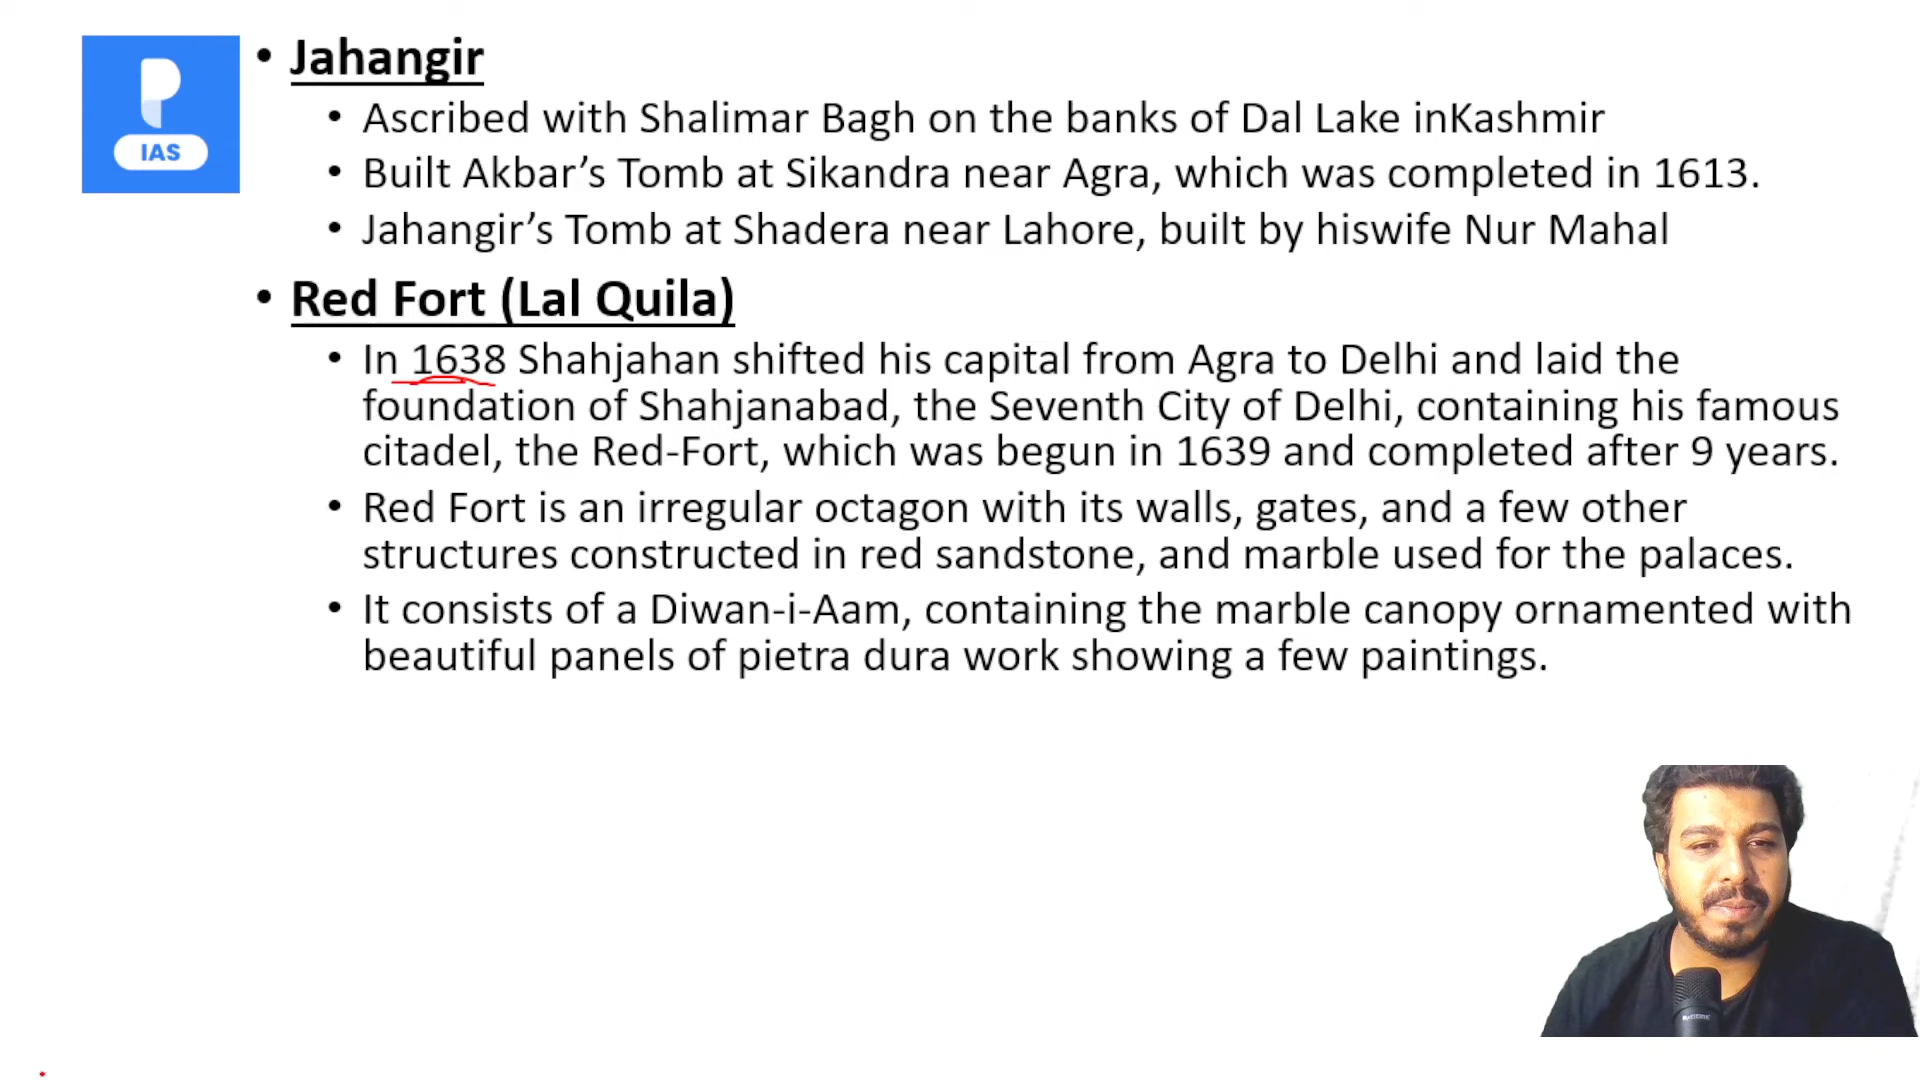 IAS
• Jahangir
• Ascribed with Shalimar Bagh on the banks of Dal Lake inKashmir
• Built Akbar’s Tomb at Sikandra near Agra, which was completed in 1613.
• Jahangir’s Tomb at Shadera near Lahore, built by hiswife Nur Mahal
• Red Fort (Lal Quila)
• In 1638 Shahjahan shifted his capital from Agra to Delhi and laid the
foundation of Shahjanabad, the Seventh City of Delhi, containing his famous
citadel, the Red-Fort, which was begun in 1639 and completed after 9 years.
• Red Fort is an irregular octagon with its walls, gates, and a few other
structures constructed in red sandstone, and marble used for the palaces.
• It consists of a Diwan-i-Aam, containing the marble canopy ornamented with
beautiful panels of pietra dura work showing a few paintings.